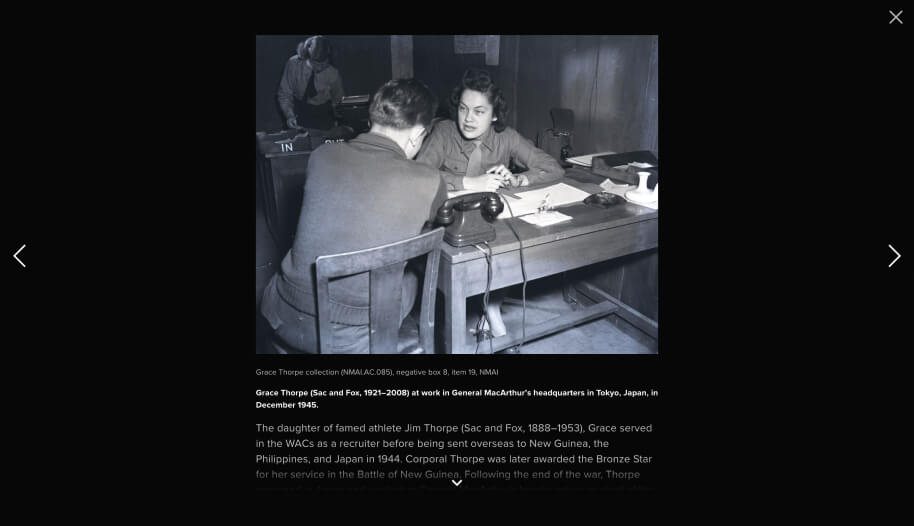 IN
OUT
Grace Thorpe collection (NMAI.AC.085), negative box 8, item 19, NMAI
Grace Thorpe (Sac and Fox, 1921–2008) at work in General MacArthur's headquarters in Tokyo, Japan, in
December 1945.
The daughter of famed athlete Jim Thorpe (Sac and Fox, 1888–1953), Grace served
in the WACs as a recruiter before being sent overseas to New Guinea, the
Philippines, and Japan in 1944. Corporal Thorpe was later awarded the Bronze Star
for her service in the Battle of New Guinea. Following the end of the war, Thorpe